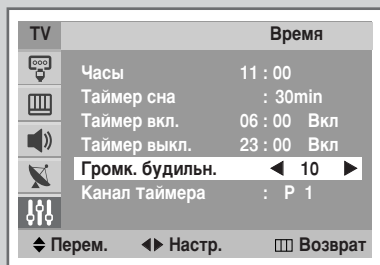 TV Время
Часы 11 : 00
Таймер сна : 30min
Таймер вкл. 06 : 00 Вкл
Таймер выкл. 23 : 00 Вкл
Громк. будильн. ◀ 10 ▶
Канал Таймера : P 1
Перем. Настр. Возврат